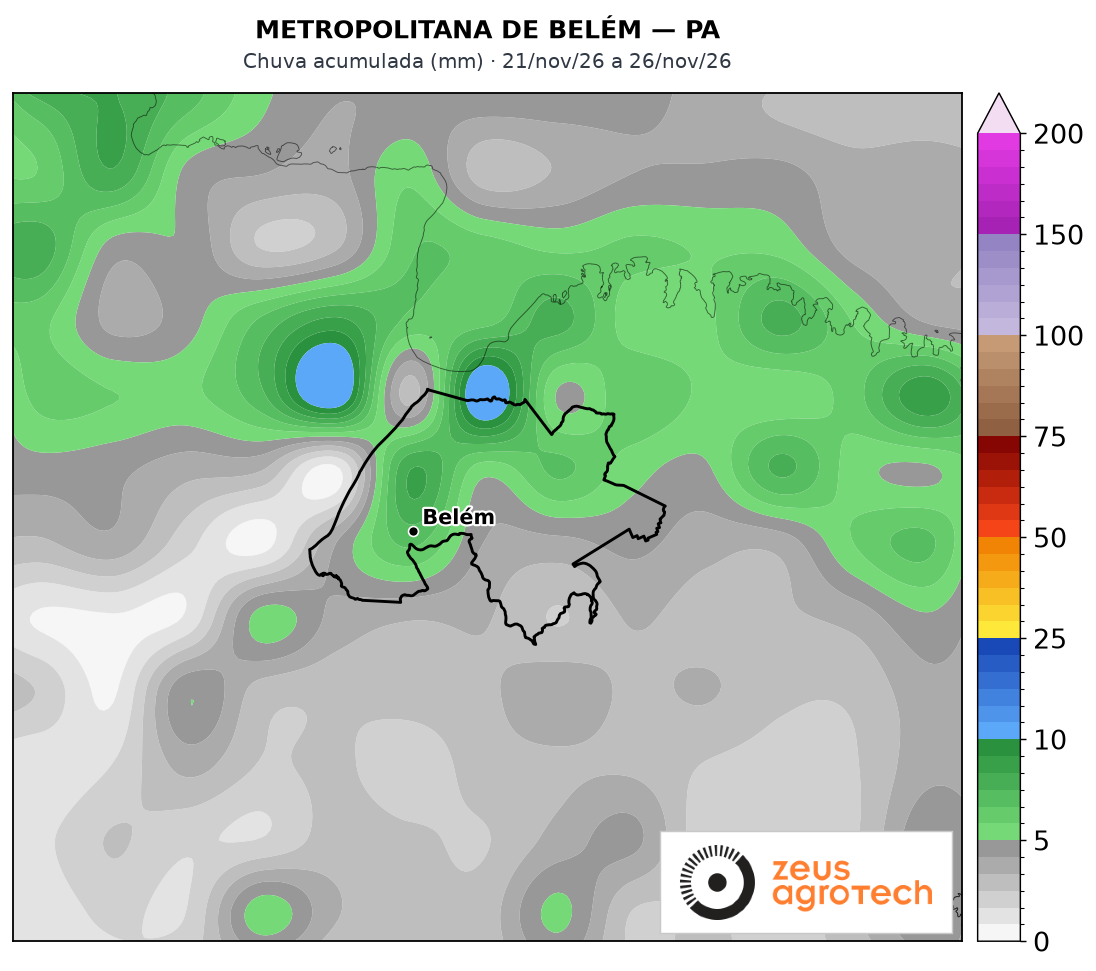 METROPOLITANA DE BELÉM — PA
Chuva acumulada (mm) · 21/nov/26 a 26/nov/26
200
150
100
75
50
25
10
5
0
Belém
zeus
agrotech